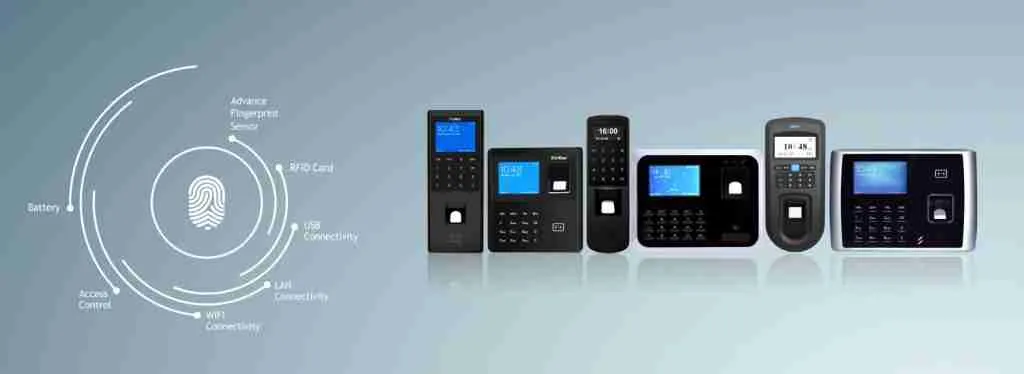 Advance
Fingerprint
Sensor
RFID Card
Battery
USB
Connectivity
LAN
Connectivity
Access
Control
WIFI
Connectivity
16:00